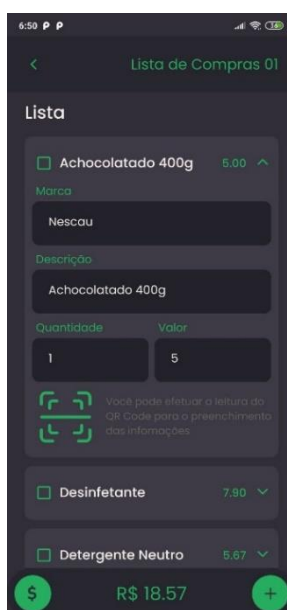 6:50 P P
Lista de Compras 01
Lista
Achocolatado 400g 5.00
Marca
Nescau
Descrição
Achocolatado 400g
Quantidade Valor
1 5
Você pode efetuar a leitura do
QR Code para o preenchimento
das infomações
Desinfetante 7.90
Detergente Neutro 5.67
$ R$ 18.57 +